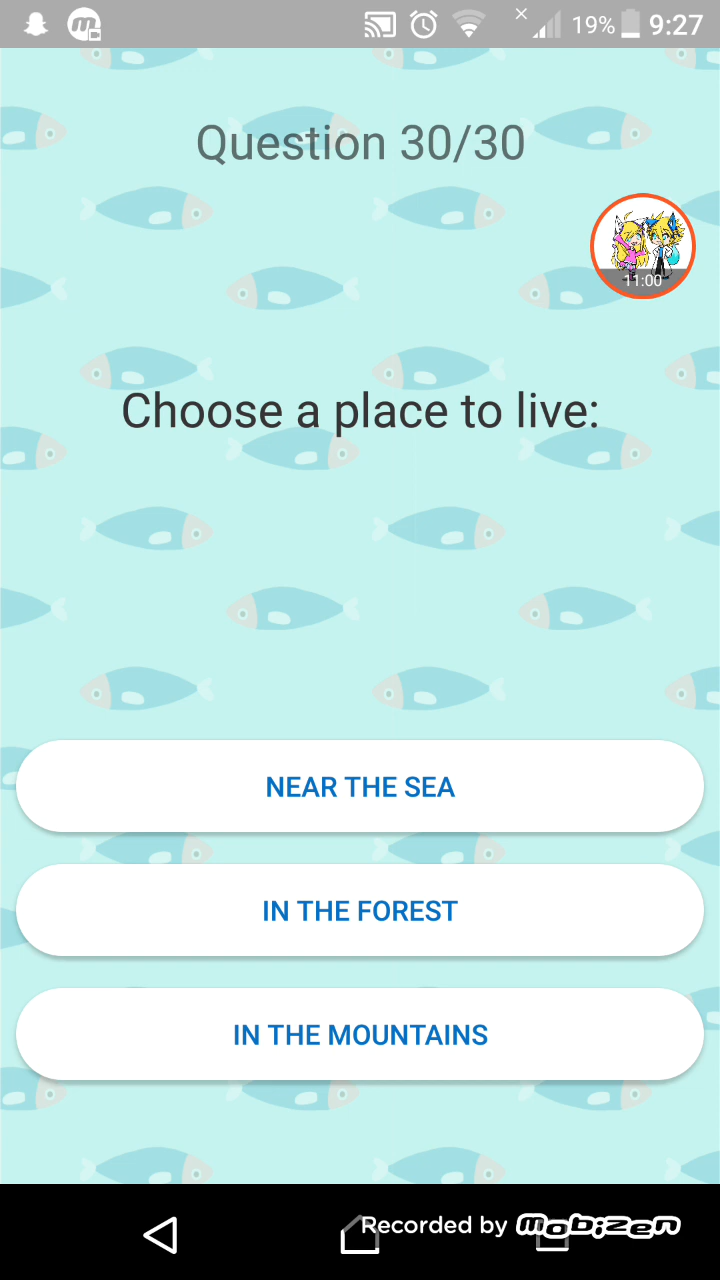 19% 9:27
Question 30/30
11:00
Choose a place to live:
NEAR THE SEA
IN THE FOREST
IN THE MOUNTAINS
Recorded by mobizen